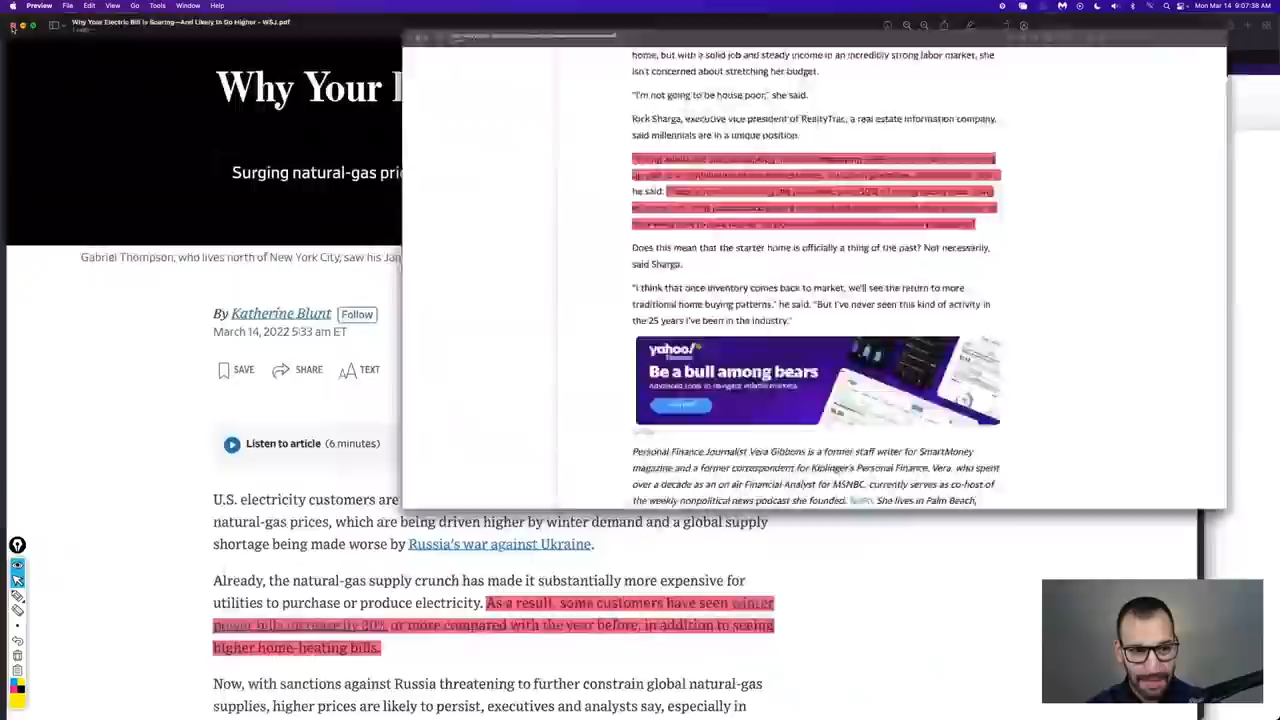 Preview File Edit View Go Tools Window Help
Mon Mar 14 9:07:38 AM
Why Your Electric Bill Is Soaring—And Likely to Go Higher - WSJ.pdf
home, but with a solid job and steady income in an incredibly strong labor market, she
isn't concerned about stretching her budget.
"I'm not going to be house poor," she said.
Rick Sharga, executive vice president of RealtyTrac, a real estate information company,
said millennials are in a unique position.
he said.
Does this mean that the starter home is officially a thing of the past? Not necessarily,
said Sharga.
"I think that once inventory comes back to market, we'll see the return to more
traditional home buying patterns," he said. "But I've never seen this kind of activity in
the 25 years I've been in the industry."
yahoo!
Be a bull among bears
Advanced tools to navigate volatile markets.
Personal Finance Journalist Vera Gibbons is a former staff writer for SmartMoney
magazine and a former correspondent for Kiplinger's Personal Finance. Vera, who spent
over a decade as an on air Financial Analyst for MSNBC, currently serves as co-host of
the weekly nonpolitical news podcast she founded. She lives in Palm Beach,
Why Your
Surging natural-gas
Gabriel Thompson, who lives north of New York City, saw his Jan
By Katherine Blunt Follow
March 14, 2022 5:33 am ET
SAVE SHARE TEXT
Listen to article (6 minutes)
U.S. electricity customers are
natural-gas prices, which are being driven higher by winter demand and a global supply
shortage being made worse by Russia's war against Ukraine.
Already, the natural-gas supply crunch has made it substantially more expensive for
utilities to purchase or produce electricity. As a result, some customers have seen winter
power bills increase by 30% or more compared with the year before, in addition to seeing
higher home-heating bills.
Now, with sanctions against Russia threatening to further constrain global natural-gas
supplies, higher prices are likely to persist, executives and analysts say, especially in